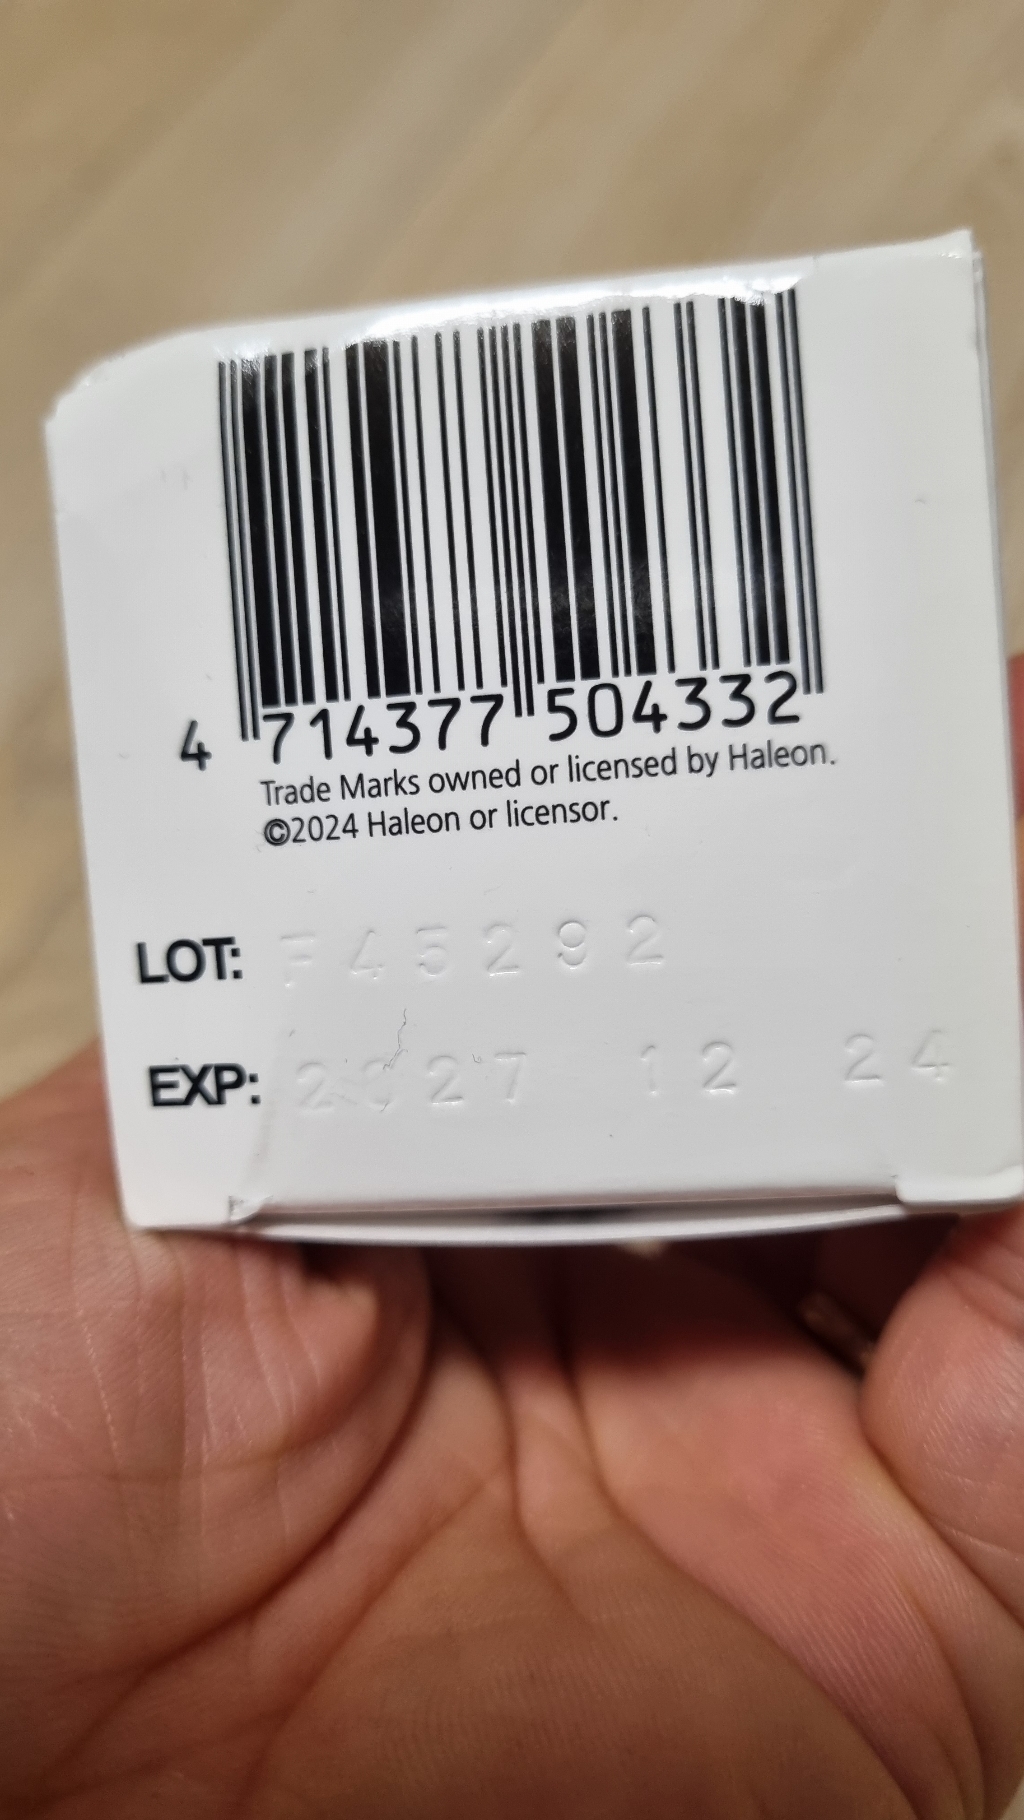 4 714377 504332
Trade Marks owned or licensed by Haleon.
©2024 Haleon or licensor.
LOT: F45292
EXP: 2027 12 24